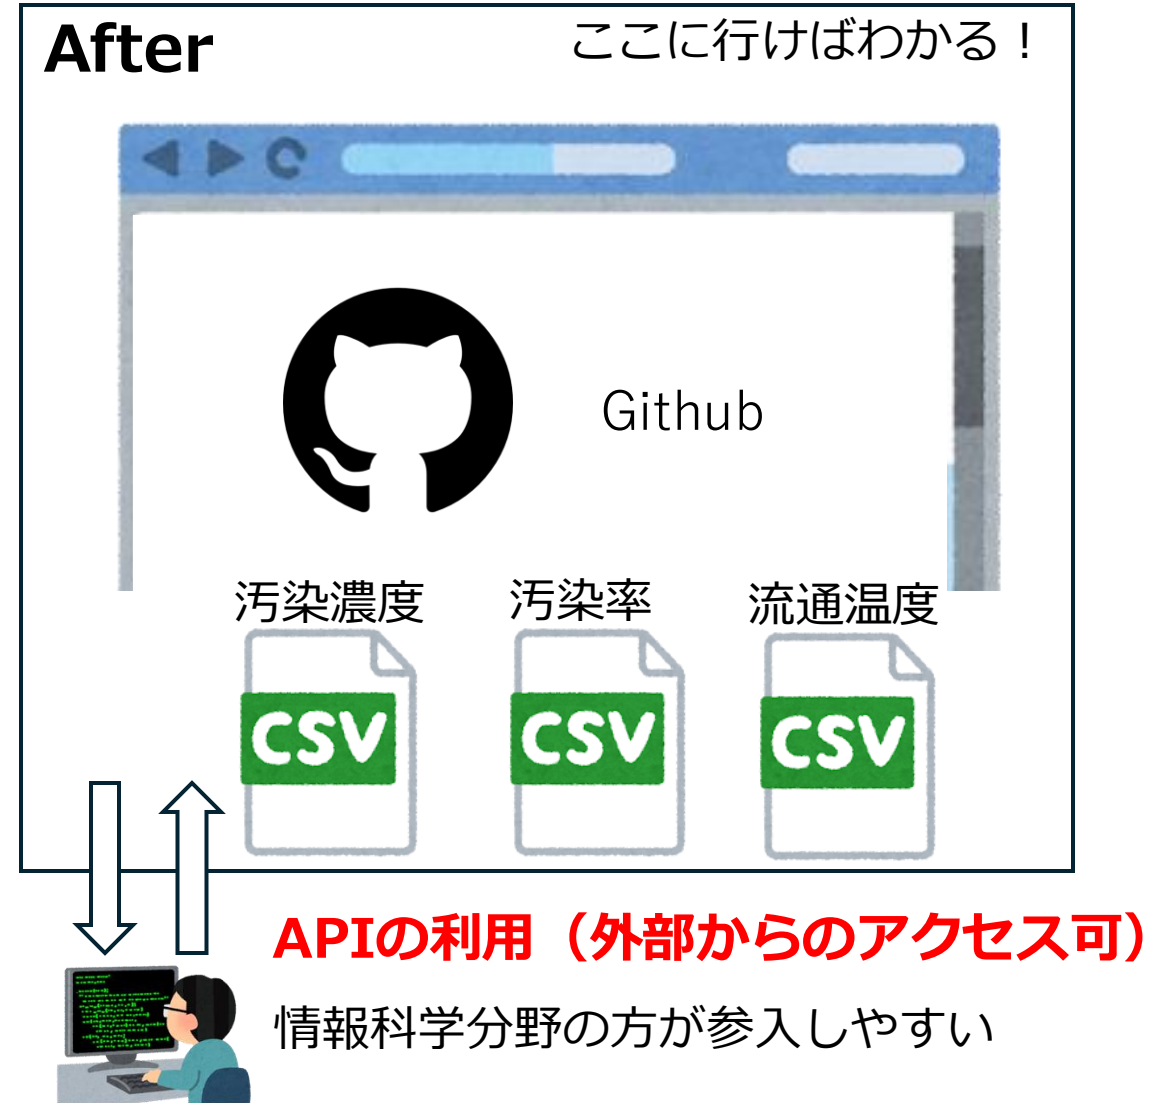 After
ここに行けばわかる！
Github
汚染濃度
汚染率
流通温度
CSV
CSV
CSV
APIの利用（外部からのアクセス可）
情報科学分野の方が参入しやすい